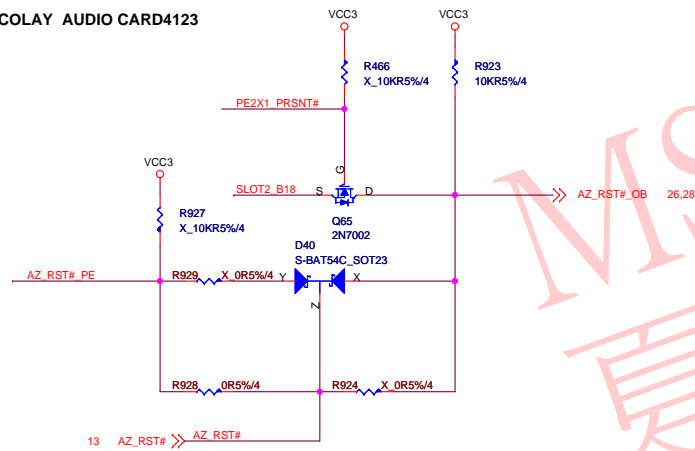 COLAY AUDIO CARD4123
VCC3
VCC3
R466
X_10KR5%/4
R923
10KR5%/4
PE2X1_PRSNT#
G
VCC3
SLOT2_B18
S
D
AZ_RST#_OB 26,28
R927
X_10KR5%/4
Q65
2N7002
D40
S-BAT54C_SOT23
AZ_RST#_PE
R929
X_0R5%/4
Y
X
Z
R928
0R5%/4
R924
X_0R5%/4
13 AZ_RST#
AZ_RST#
MS
夏